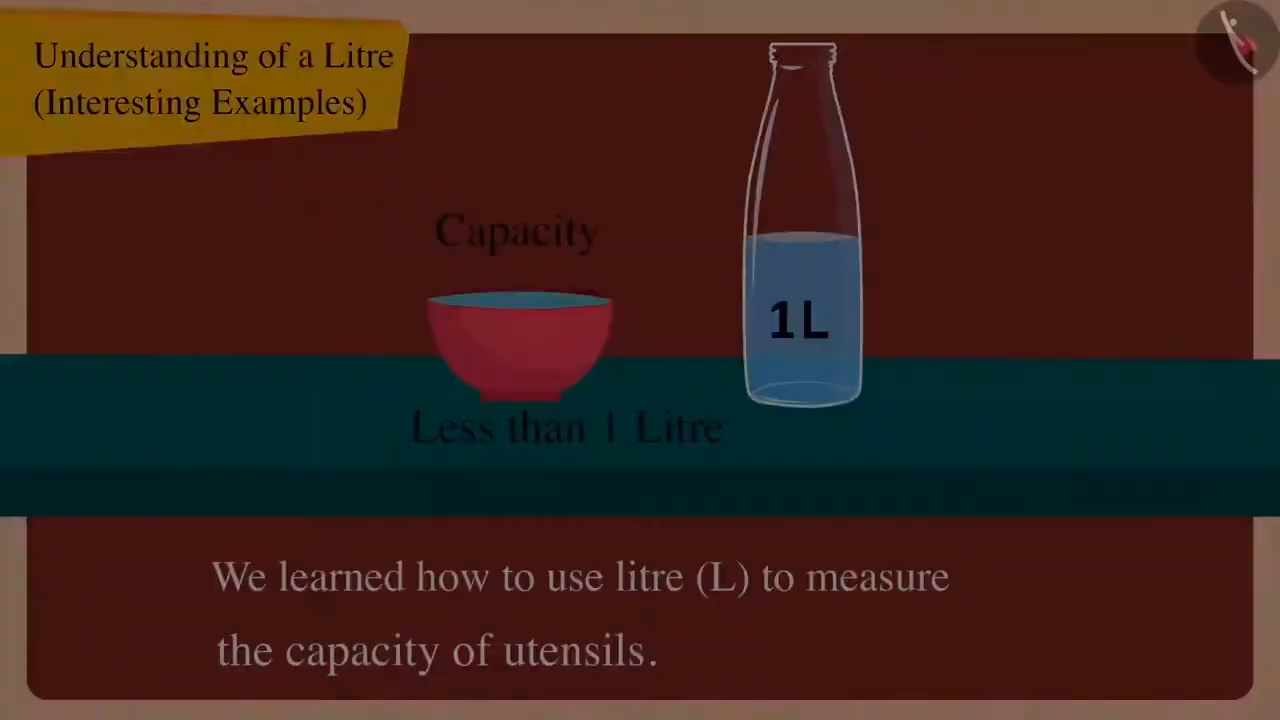 Understanding of a Litre
(Interesting Examples)
Capacity
1L
Less than 1 Litre
We learned how to use litre (L) to measure
the capacity of utensils.